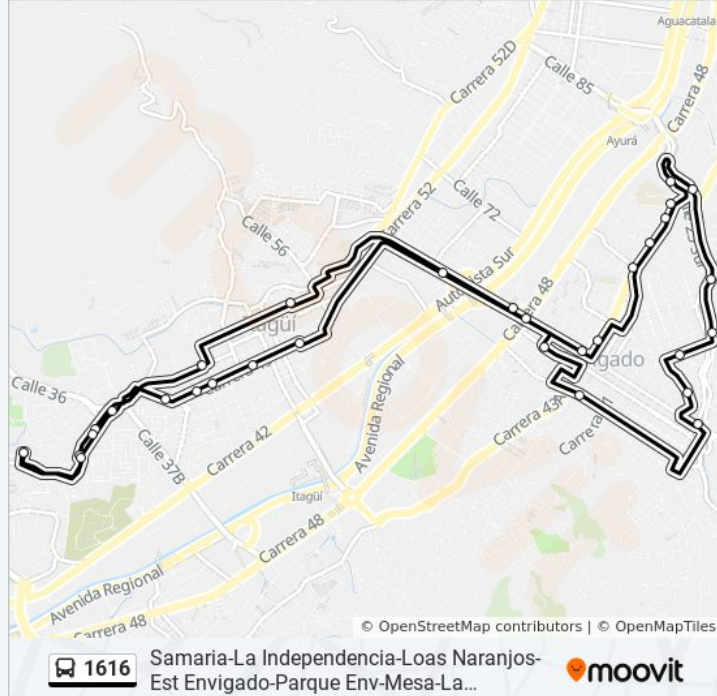 Aguacatala
Carrera 52D
Calle 85
Carrera 48
Ayurá
Calle 72
Carrera 52
Calle 56
Autopista Sur
Carrera 48
Itagüí
Calle 36
Avenida Regional
Carrera 43A
Calle 37B
Carrera 42
Itagüí
Carrera 48
Avenida Regional
Carrera 48
© OpenStreetMap contributors | © OpenMapTiles
1616
Samaria-La Independencia-Loas Naranjos-
Est Envigado-Parque Env-Mesa-La...
moovit